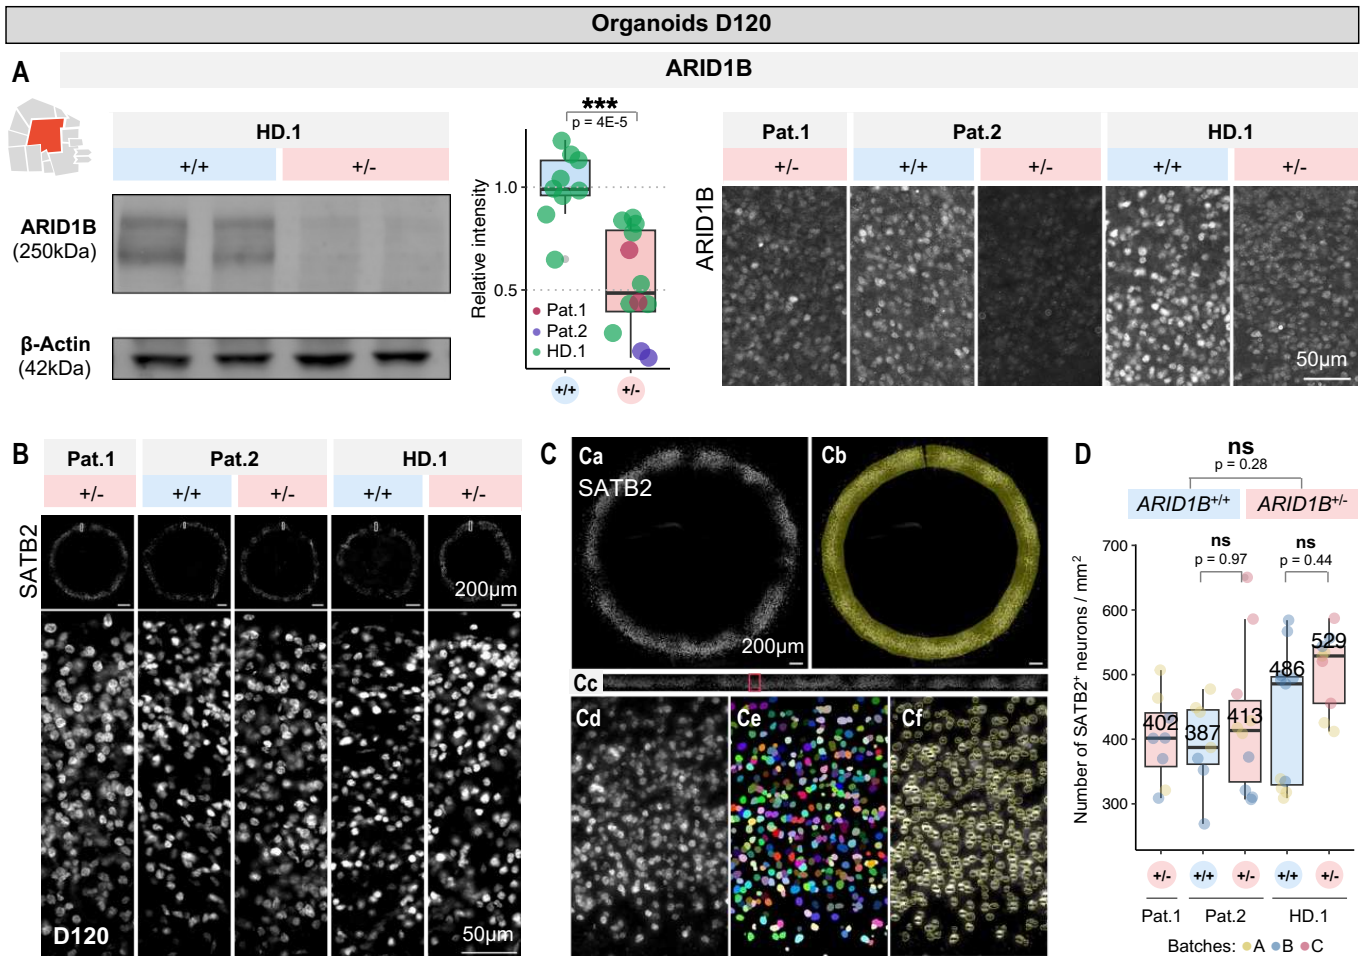 Organoids D120
A
ARID1B
HD.1
+/+
+/-
ARID1B
(250kDa)
β-Actin
(42kDa)
***
p = 4E-5
Relative intensity
1.0
0.5
Pat.1
Pat.2
HD.1
+/+
+/-
Pat.1
Pat.2
HD.1
+/-
+/+
+/-
+/+
+/-
ARID1B
50µm
B
Pat.1
Pat.2
HD.1
+/-
+/+
+/-
+/+
+/-
SATB2
200µm
D120
50µm
C
Ca
SATB2
200µm
Cb
Cc
Cd
Ce
Cf
D
ns
p = 0.28
ARID1B+/+
ARID1B+/-
ns
p = 0.97
ns
p = 0.44
Number of SATB2+ neurons / mm2
700
600
500
400
300
402
387
413
486
529
+/-
+/+
+/-
+/+
+/-
Pat.1
Pat.2
HD.1
Batches: A B C